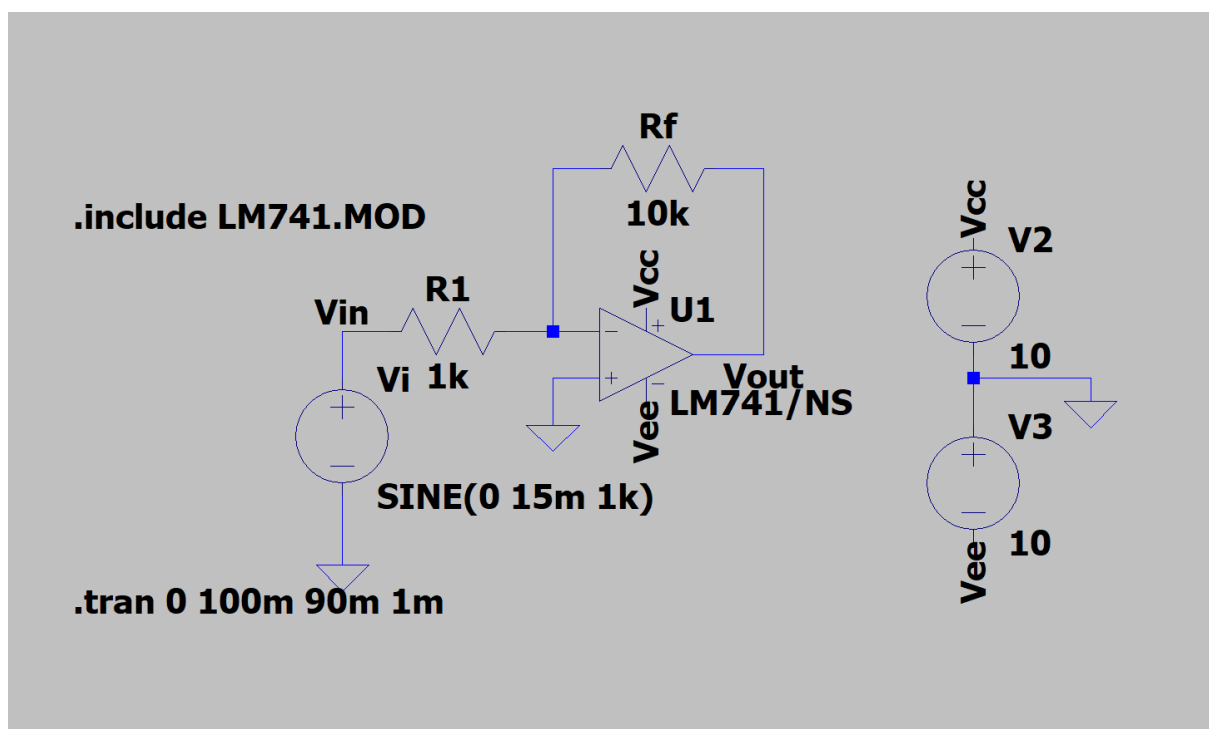 Rf
.include LM741.MOD
10k
Vcc
V2
Vcc
R1
U1
Vin
10
Vi
1k
Vout
LM741/NS
Vee
V3
SINE(0 15m 1k)
10
Vee
.tran 0 100m 90m 1m